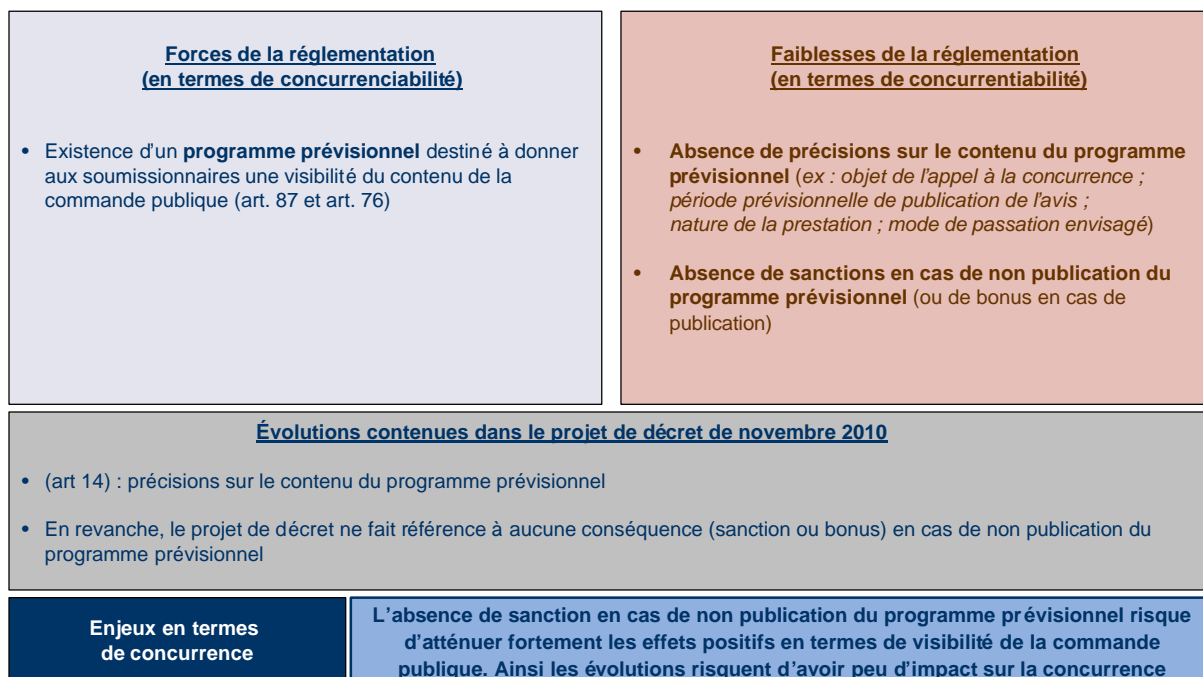 Forces de la réglementation
(en termes de concurrenciabilité)
• Existence d'un programme prévisionnel destiné à donner
aux soumissionnaires une visibilité du contenu de la
commande publique (art. 87 et art. 76)
Faiblesses de la réglementation
(en termes de concurrentiabilité)
• Absence de précisions sur le contenu du programme
prévisionnel (ex : objet de l'appel à la concurrence ;
période prévisionnelle de publication de l'avis ;
nature de la prestation ; mode de passation envisagé)
• Absence de sanctions en cas de non publication du
programme prévisionnel (ou de bonus en cas de
publication)
Évolutions contenues dans le projet de décret de novembre 2010
• (art 14) : précisions sur le contenu du programme prévisionnel
• En revanche, le projet de décret ne fait référence à aucune conséquence (sanction ou bonus) en cas de non publication du
programme prévisionnel
Enjeux en termes
de concurrence
L'absence de sanction en cas de non publication du programme prévisionnel risque
d'atténuer fortement les effets positifs en termes de visibilité de la commande
publique. Ainsi les évolutions risquent d'avoir peu d'impact sur la concurrence